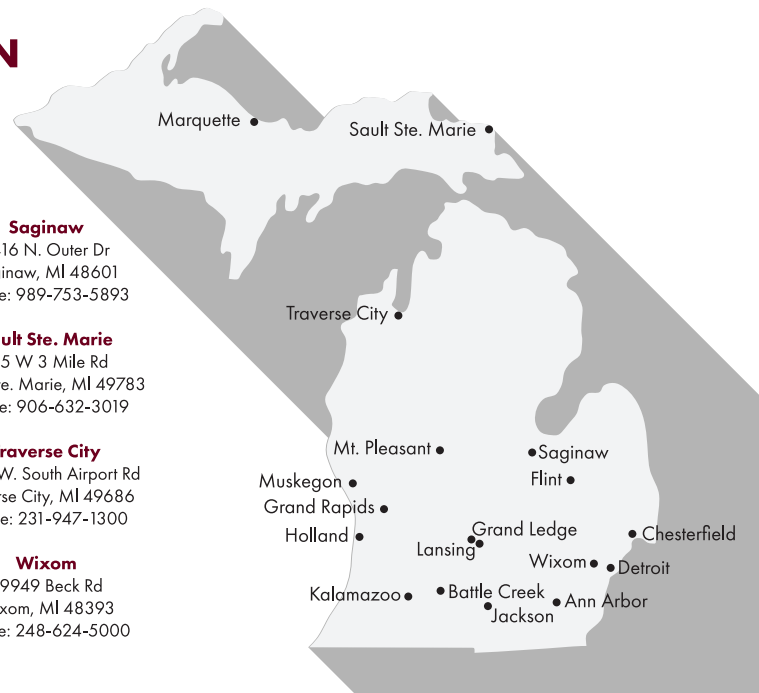 N
Saginaw
16 N. Outer Dr
inaw, MI 48601
e: 989-753-5893
ult Ste. Marie
5 W 3 Mile Rd
e. Marie, MI 49783
e: 906-632-3019
raverse City
W. South Airport Rd
rse City, MI 49686
e: 231-947-1300
Wixom
9949 Beck Rd
xom, MI 48393
e: 248-624-5000
Marquette
Sault Ste. Marie
Traverse City
Mt. Pleasant
Saginaw
Flint
Muskegon
Grand Rapids
Holland
Grand Ledge
Lansing
Chesterfield
Wixom
Detroit
Kalamazoo
Battle Creek
Jackson
Ann Arbor